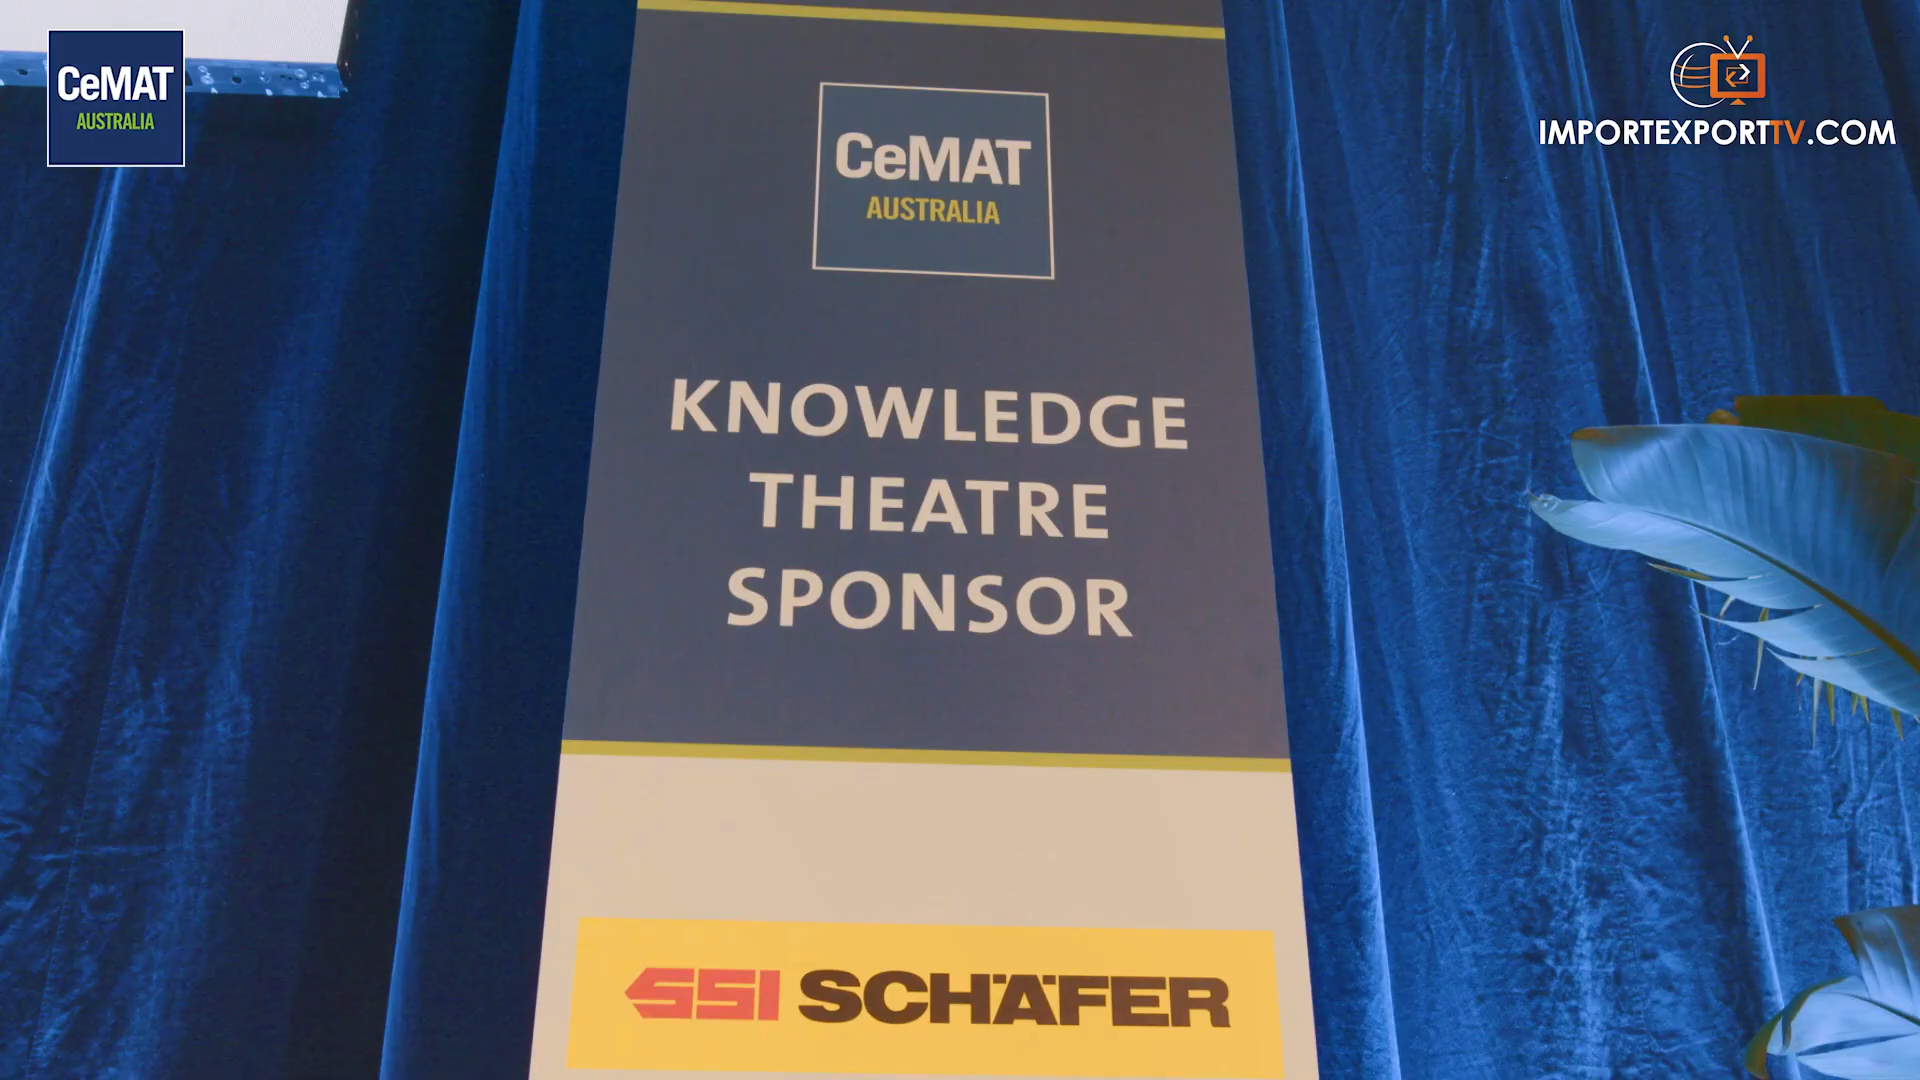 CeMAT
AUSTRALIA
IMPORTEXPORTTV.COM
CeMAT
AUSTRALIA
KNOWLEDGE
THEATRE
SPONSOR
SSI SCHÄFER